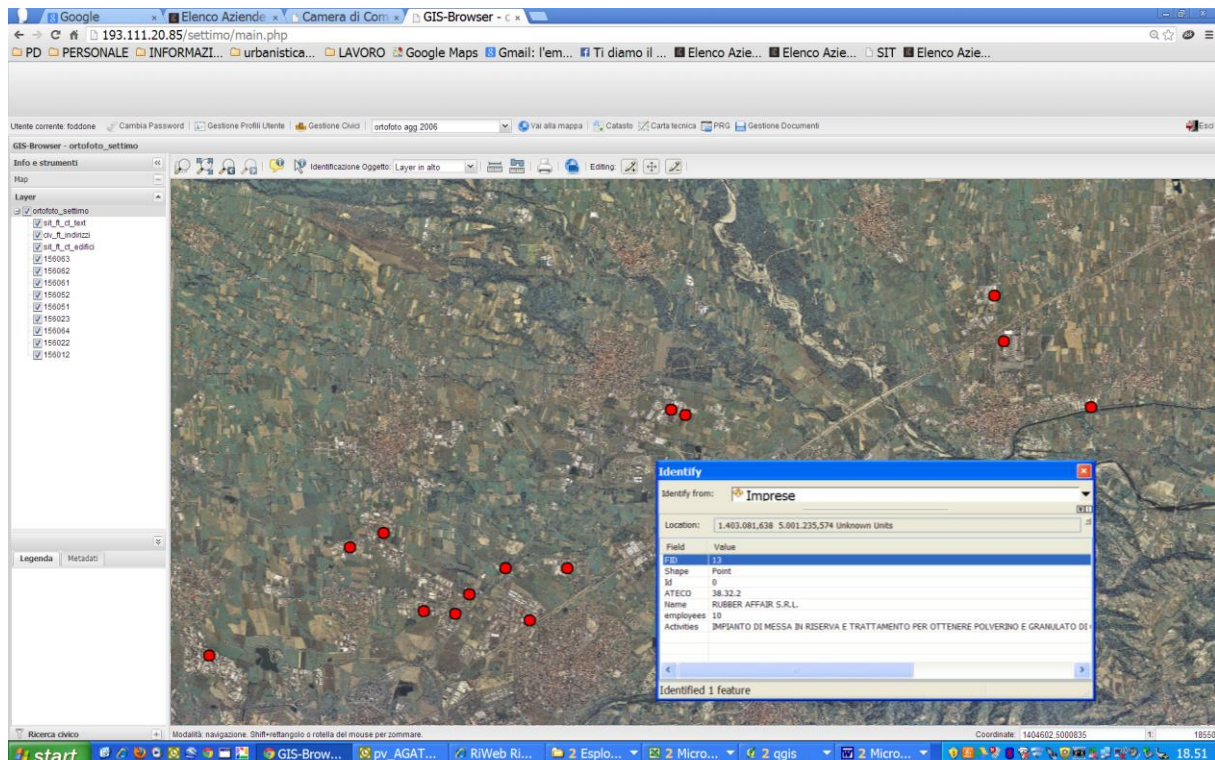 Google Elenco Aziende Camera di Com GIS-Browser - c
193.111.20.85/settimo/main.php
PD PERSONALE INFORMAZI... urbanistica... LAVORO Google Maps Gmail: l'em... Ti diamo il ... Elenco Azie... Elenco Azie... SIT Elenco Azie...
Utente corrente: foddone Cambia Password Gestione Profili Utente Gestione Civici ortofoto agg.2006 Vai alla mappa Catasto Carta tecnica PRG Gestione Documenti Esci
GIS-Browser - ortofoto_settimo
Info e strumenti Identificazione Oggetto: Layer in alto Editing:
Map
Layer
ortofoto_settimo
sit_ft_ct_text
civ_ft_indirizzi
sit_ft_ct_edifici
156063
156062
156061
156052
156051
156023
156064
156022
156012
Identify
Identify from: Imprese
Location: 1.403.081,638 5.001.235,574 Unknown Units
Field Value
FID 13
Shape Point
Id 0
ATECO 38.32.2
Name RUBBER AFFAIR S.R.L.
employees 10
Activities IMPIANTO DI MESSA IN RISERVA E TRATTAMENTO PER OTTENERE POLVERINO E GRANULATO DI
Identified 1 feature
Legenda Metadati
Ricerca civico Modalità: navigazione. Shift+rettangolo o rotella del mouse per zommare. Coordinate: 1404602.5000835 1: 18550
start GIS-Brow... pv_AGAT... RiWeb Ri... 2 Esplo... 2 Micro... 2 qgis 2 Micro... 18.51